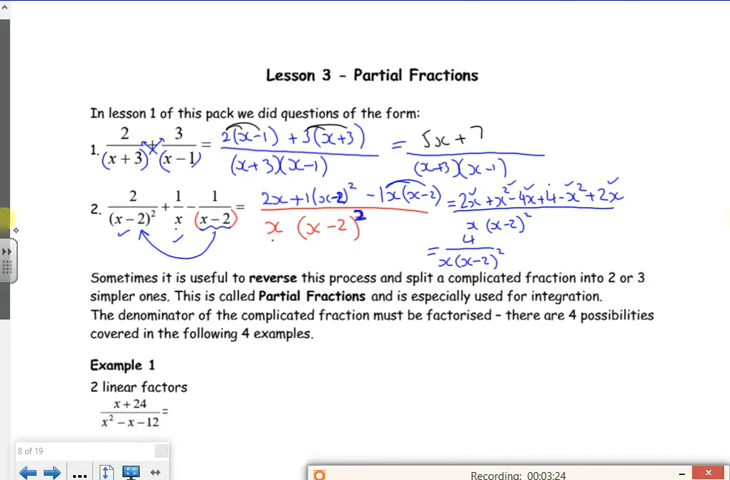 Lesson 3 - Partial Fractions
In lesson 1 of this pack we did questions of the form:
1. 2/(x + 3) + 3/(x − 1) = (2(x-1) + 3(x+3))/((x+3)(x-1)) = (5x + 7)/((x+3)(x-1))
2. 2/(x − 2)² + 1/x − 1/(x − 2) = (2x + 1(x-2)² - 1x(x-2))/(x (x-2)²) = (2x + x² - 4x + 4 - x² + 2x)/(x (x-2)²)
= 4/(x(x-2)²)
Sometimes it is useful to reverse this process and split a complicated fraction into 2 or 3
simpler ones. This is called Partial Fractions and is especially used for integration.
The denominator of the complicated fraction must be factorised – there are 4 possibilities
covered in the following 4 examples.
Example 1
2 linear factors
(x + 24)/(x² − x − 12) =
8 of 19
Recording: 00:03:24